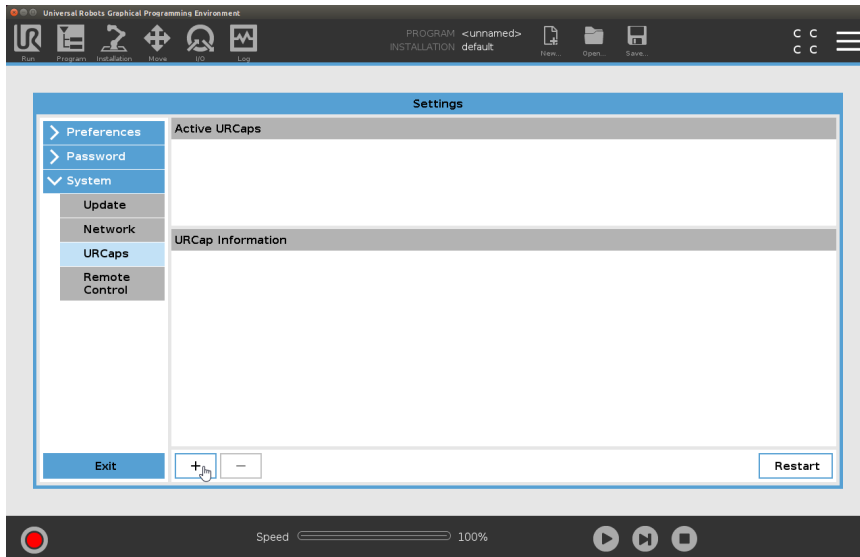 Universal Robots Graphical Programming Environment
UR
PROGRAM <unnamed>
INSTALLATION default
Run Program Installation Move I/O Log
New... Open... Save...
C C
C C
Settings
Preferences
Password
System
Update
Network
URCaps
Remote
Control
Exit
Active URCaps
URCap Information
+ −
Restart
Speed 100%